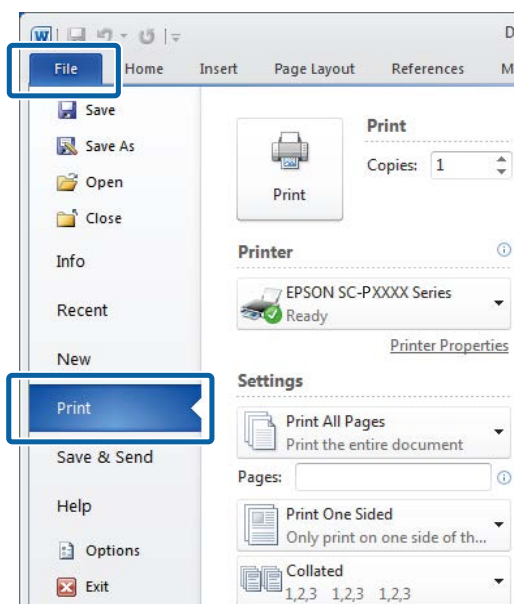 W
D
File Home Insert Page Layout References M
Save
Save As
Open
Close
Info
Recent
New
Print
Save & Send
Help
Options
Exit
Print
Print
Copies: 1
Printer
EPSON SC-PXXXX Series
Ready
Printer Properties
Settings
Print All Pages
Print the entire document
Pages:
Print One Sided
Only print on one side of th...
Collated
1,2,3 1,2,3 1,2,3